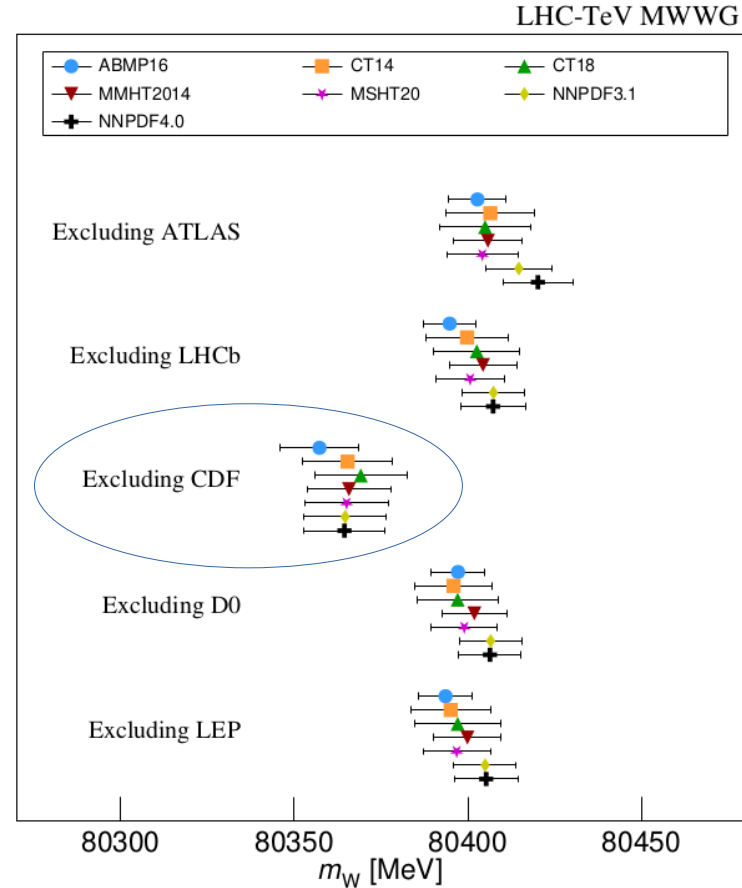 LHC-TeV MWWG
ABMP16 CT14 CT18
MMHT2014 MSHT20 NNPDF3.1
NNPDF4.0
Excluding ATLAS
Excluding LHCb
Excluding CDF
Excluding D0
Excluding LEP
80300 80350 80400 80450
m_W [MeV]